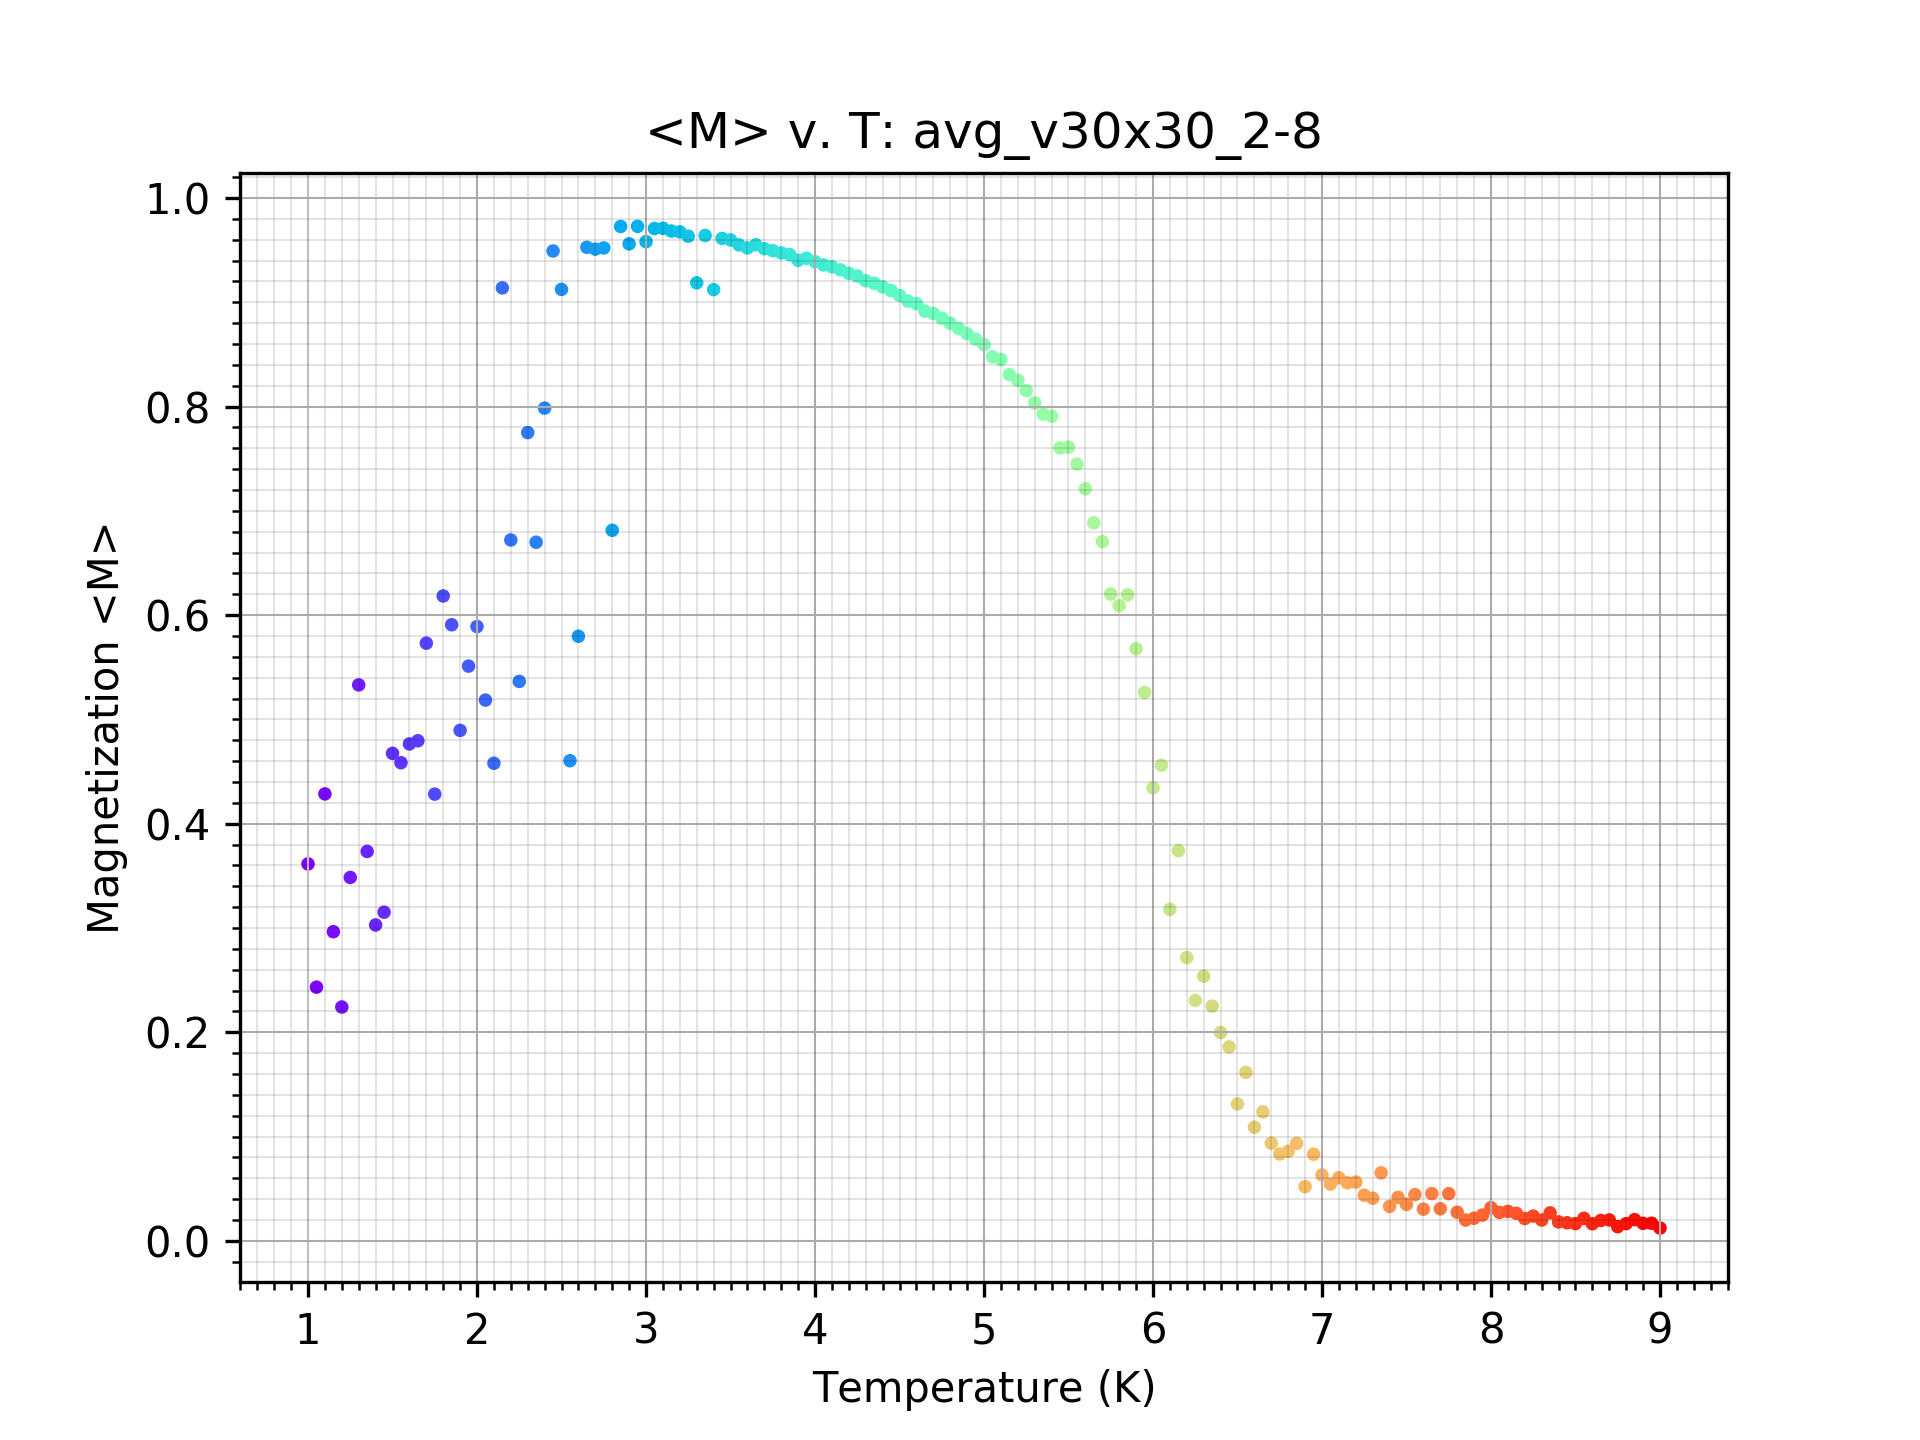 <M> v. T: avg_v30x30_2-8
1.0
0.8
0.6
0.4
0.2
0.0
Magnetization <M>
1 2 3 4 5 6 7 8 9
Temperature (K)